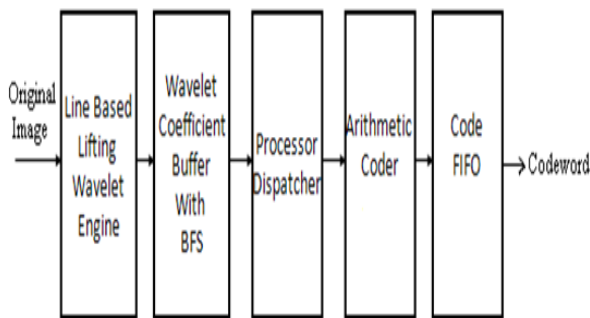 Original
Image
Line Based
Lifting
Wavelet
Engine
Wavelet
Coefficient
Buffer
With
BFS
Processor
Dispatcher
Arithmetic
Coder
Code
FIFO
Codeword